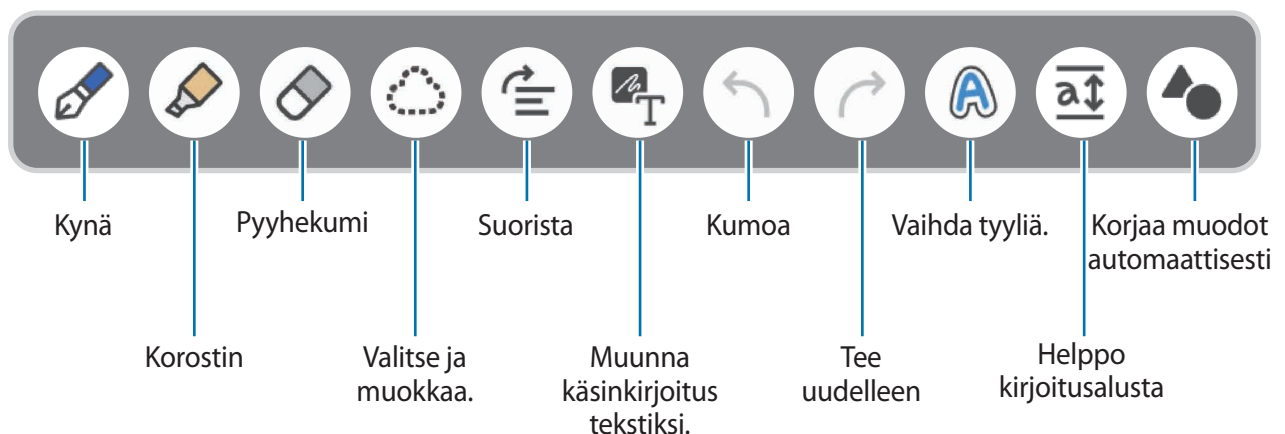 Kynä
Pyyhekumi
Suorista
Kumoa
Vaihda tyyliä.
Korjaa muodot
automaattisesti
Korostin
Valitse ja
muokkaa.
Muunna
käsinkirjoitus
tekstiksi.
Tee
uudelleen
Helppo
kirjoitusalusta